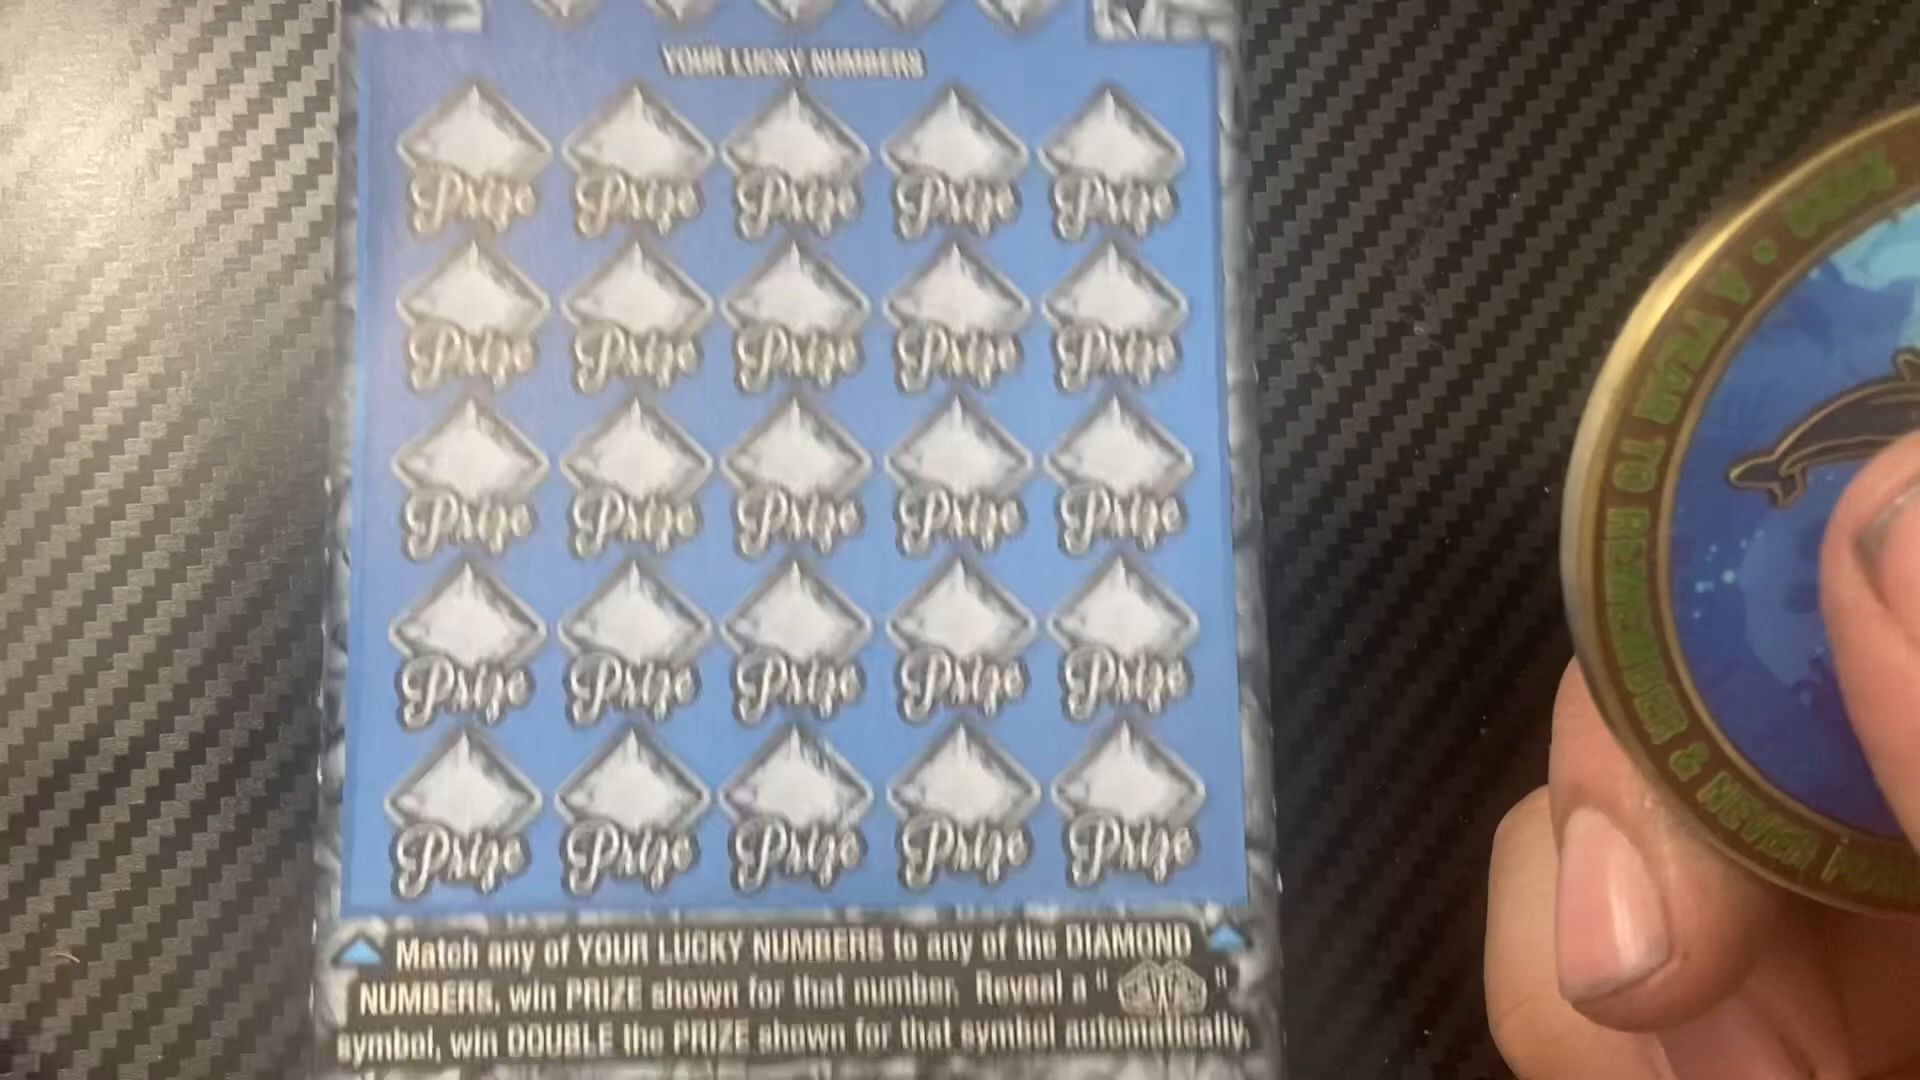 YOUR LUCKY NUMBERS
Prize Prize Prize Prize Prize
Prize Prize Prize Prize Prize
Prize Prize Prize Prize Prize
Prize Prize Prize Prize Prize
Prize Prize Prize Prize Prize
Match any of YOUR LUCKY NUMBERS to any of the DIAMOND
NUMBERS, win PRIZE shown for that number. Reveal a " "
symbol, win DOUBLE the PRIZE shown for that symbol automatically.
A YEAR TO REMEMBER & NEVER